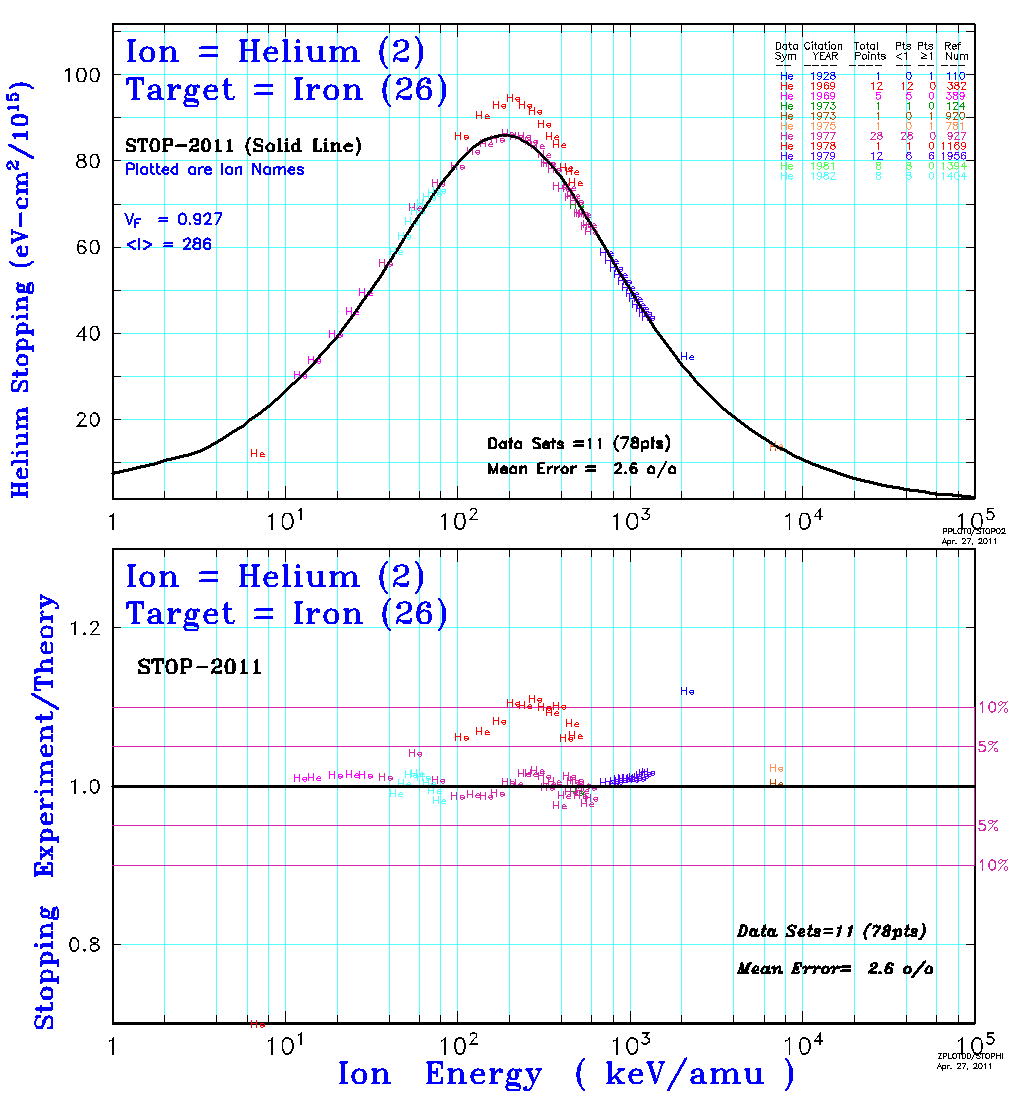 Ion = Helium (2)
Target = Iron (26)
STOP-2011 (Solid Line)
Plotted are Ion Names
VF = 0.927
<I> = 286
Data Citation Total Pts Pts Ref
Sym YEAR Points <1 ≥1 Num
He 1928 1 0 1 110
He 1969 12 12 0 382
He 1969 5 5 0 389
He 1973 1 1 0 124
He 1973 1 0 1 920
He 1975 1 0 1 781
He 1977 28 28 0 927
He 1978 1 1 0 1169
He 1979 12 6 6 1956
He 1981 8 8 0 1394
He 1982 8 8 0 1404
Helium Stopping (eV-cm²/10¹⁵)
100
80
60
40
20
Data Sets =11 (78pts)
Mean Error = 2.6 o/o
1 10¹ 10² 10³ 10⁴ 10⁵
PPLOT0/STOP02
Apr. 27, 2011
Ion = Helium (2)
Target = Iron (26)
STOP-2011
Stopping Experiment/Theory
1.2
1.0
0.8
10%
5%
5%
10%
Data Sets=11 (78pts)
Mean Error= 2.6 o/o
1 10¹ 10² 10³ 10⁴ 10⁵
Ion Energy ( keV/amu )
Apr. 27, 2011